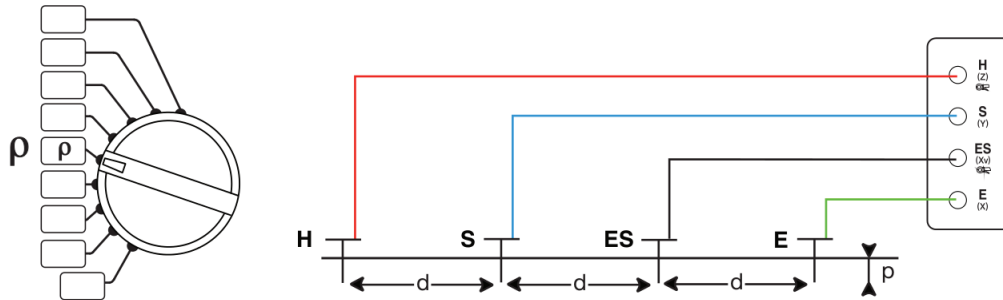 ρ ρ
H
(Z)
S
(Y)
ES
(Xv)
E
(X)
H S ES E
d d d p